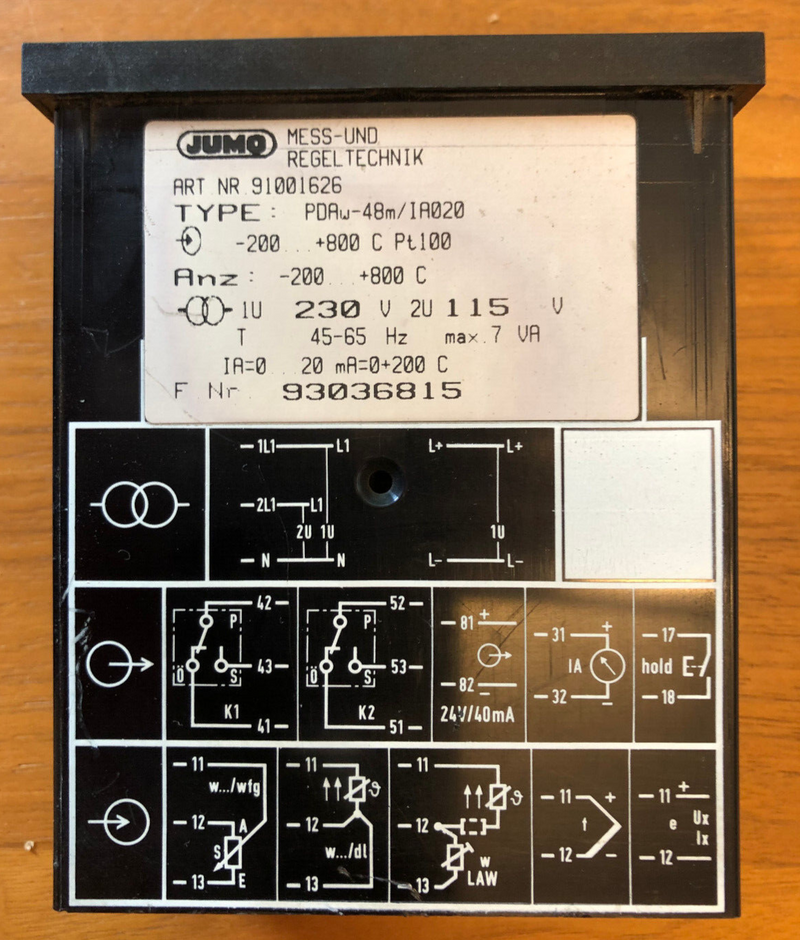 JUMO MESS-UND
REGELTECHNIK
ART NR 91001626
TYPE: PDAw-48m/IA020
-200...+800 C Pt100
Anz: -200...+800 C
1U 230 V 2U 115 V
T 45-65 Hz max.7 VA
IA=0...20 mA=0+200 C
F Nr 93036815
1L1 L1 L+ L+
2L1 L1
2U 1U 1U
N N L- L-
42 52
P P 81 + + 17
31
Ö S 43 Ö S 53 IA hold E
82 - 32 - 18
K1 K2 24V/40mA
41 51
11 11 11
w.../wfg ϑ ϑ 11 + 11 +
12 A 12 12 t e Ux
S w.../dl w Ix
LAW 12 - 12 -
13 E 13 13